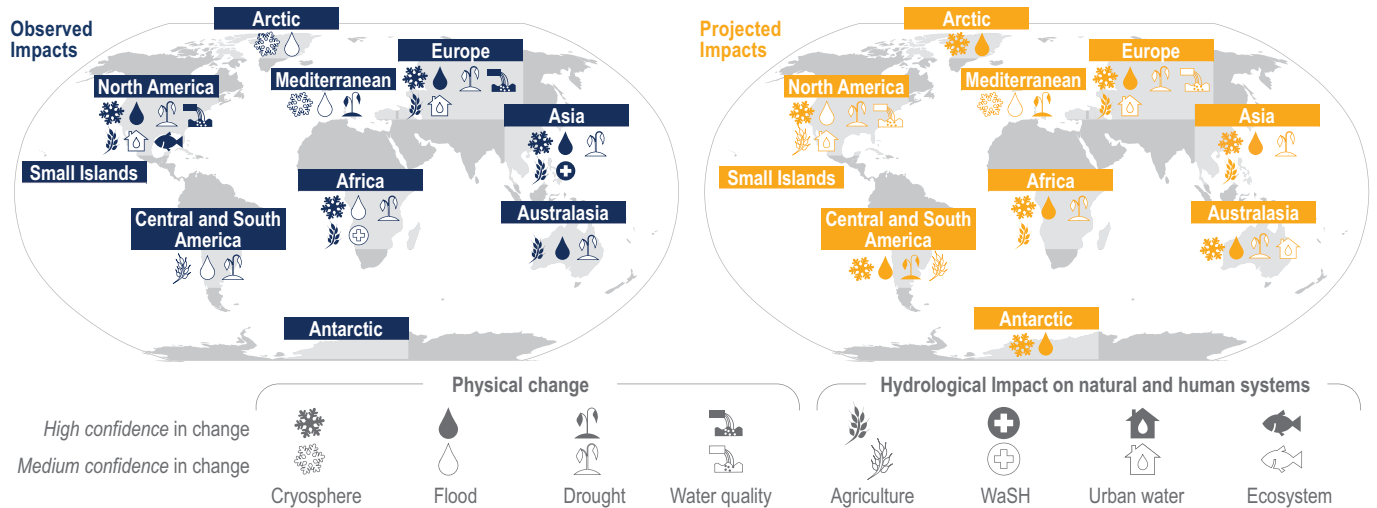 Observed
Impacts
Arctic
Europe
North America
Mediterranean
Asia
Small Islands
Africa
Central and South
America
Australasia
Antarctic
Projected
Impacts
Arctic
Europe
North America
Mediterranean
Asia
Small Islands
Africa
Central and South
America
Australasia
Antarctic
Physical change
Hydrological Impact on natural and human systems
High confidence in change
Medium confidence in change
Cryosphere
Flood
Drought
Water quality
Agriculture
WaSH
Urban water
Ecosystem